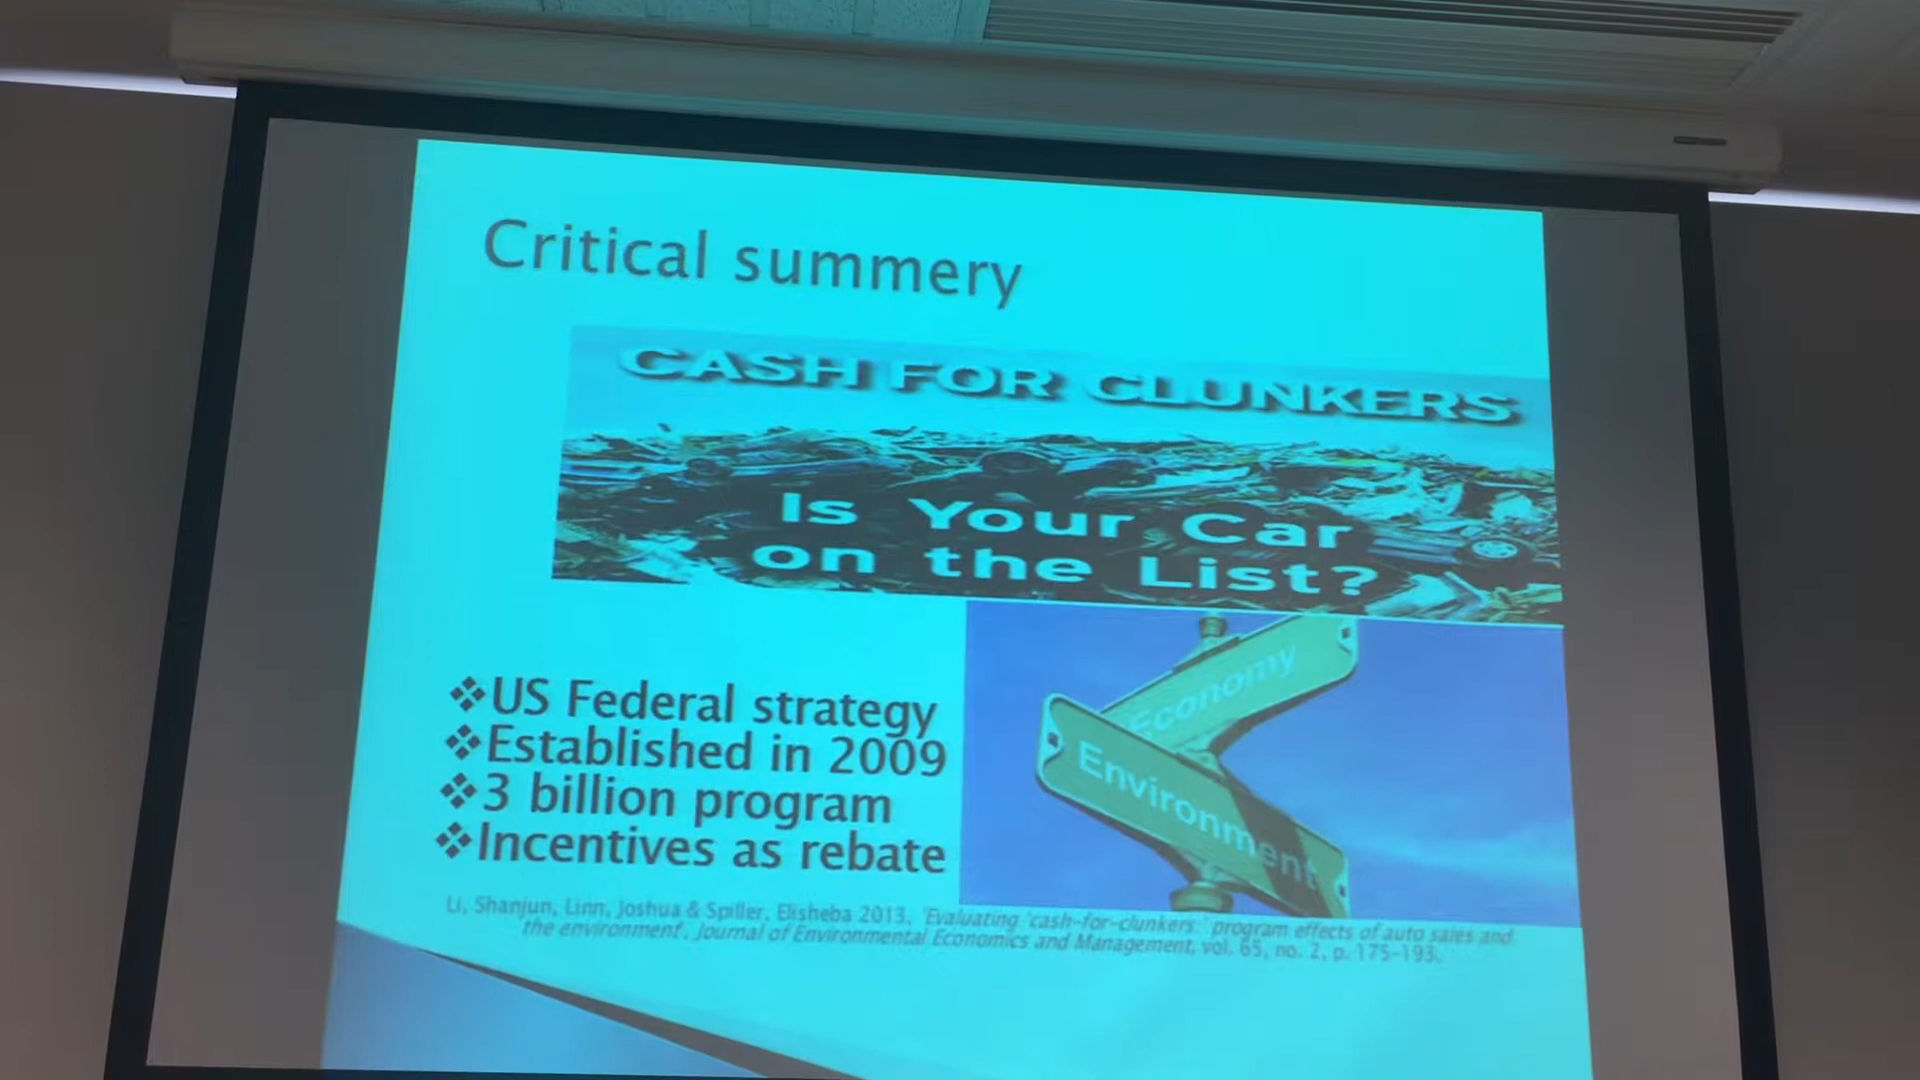 Critical summery
CASH FOR CLUNKERS
Is Your Car
on the List?
Economy
Environment
❖US Federal strategy
❖Established in 2009
❖3 billion program
❖Incentives as rebate
Li, Shanjun, Linn, Joshua & Spiller, Elisheba 2013, 'Evaluating 'cash-for-clunkers:' program effects of auto sales and
the environment', Journal of Environmental Economics and Management, vol. 65, no. 2, p. 175-193.